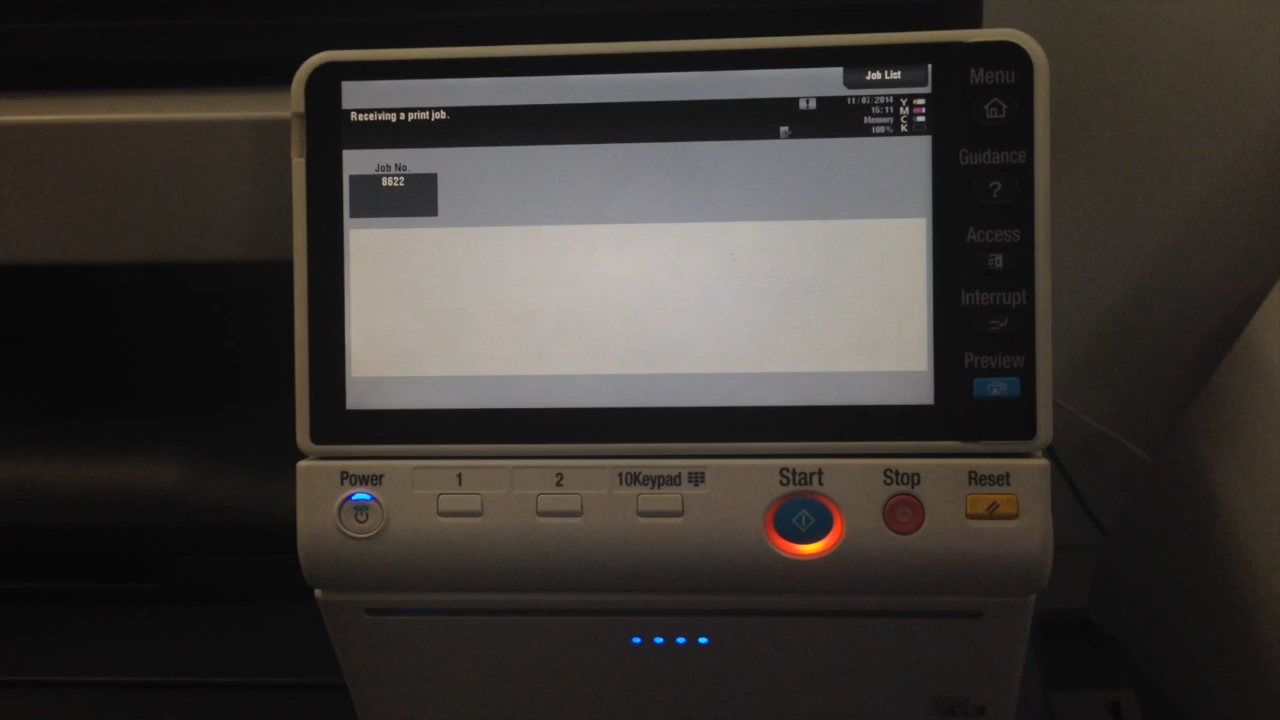 Job List
Menu
Receiving a print job.
11/07/2014
15:11
Memory
100%
Y
M
C
K
Job No.
8622
Guidance
?
Access
Interrupt
Preview
Power
1
2
10Keypad
Start
Stop
Reset